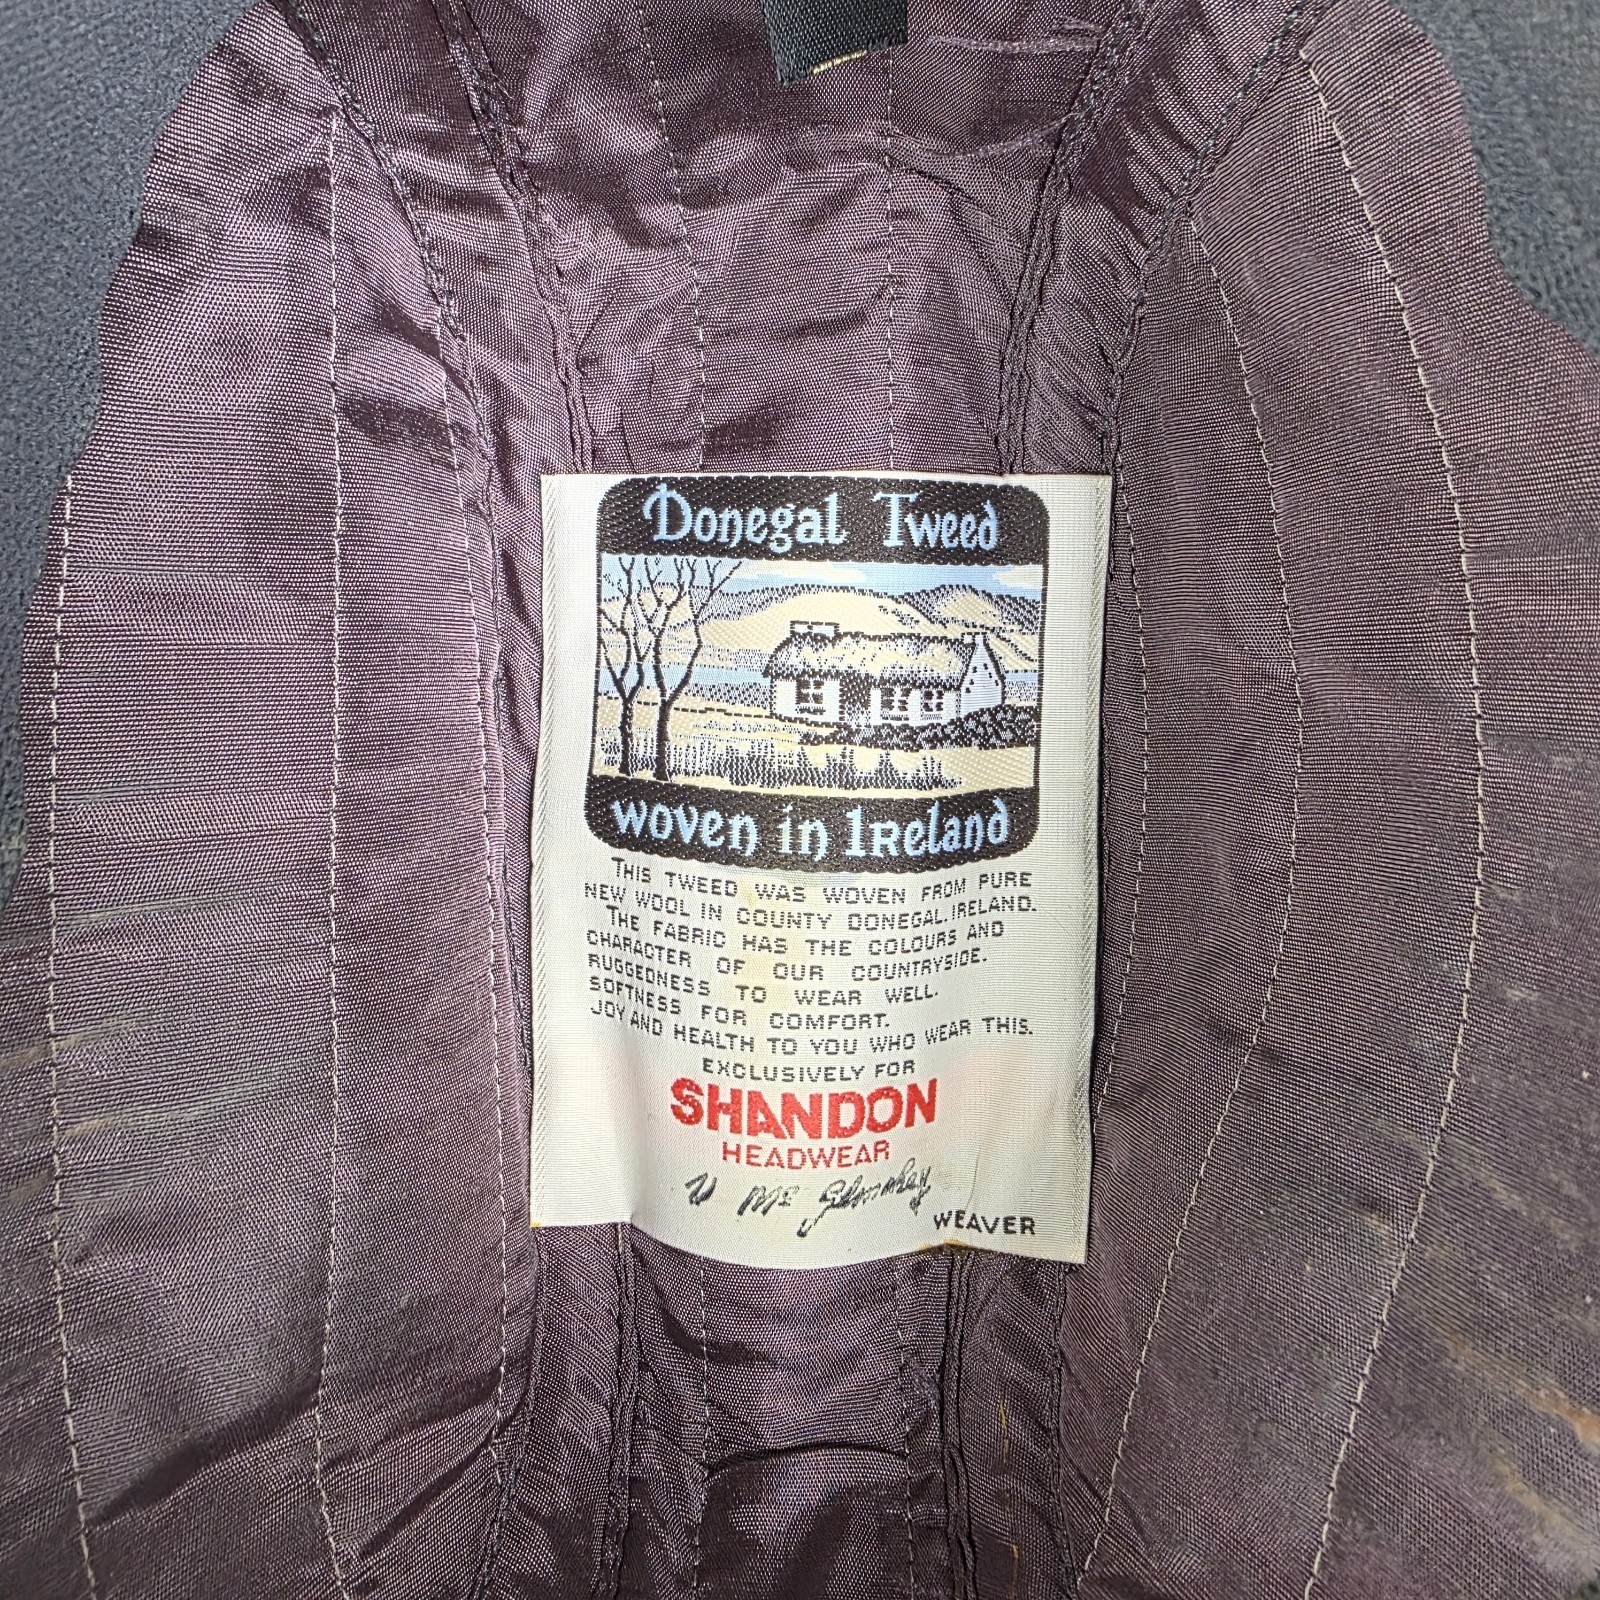 Donegal Tweed
woven in Ireland
THIS TWEED WAS WOVEN FROM PURE
NEW WOOL IN COUNTY DONEGAL.IRELAND.
THE FABRIC HAS THE COLOURS AND
CHARACTER OF OUR COUNTRYSIDE.
RUGGEDNESS TO WEAR WELL.
SOFTNESS FOR COMFORT.
JOY AND HEALTH TO YOU WHO WEAR THIS.
EXCLUSIVELY FOR
SHANDON
HEADWEAR
WEAVER